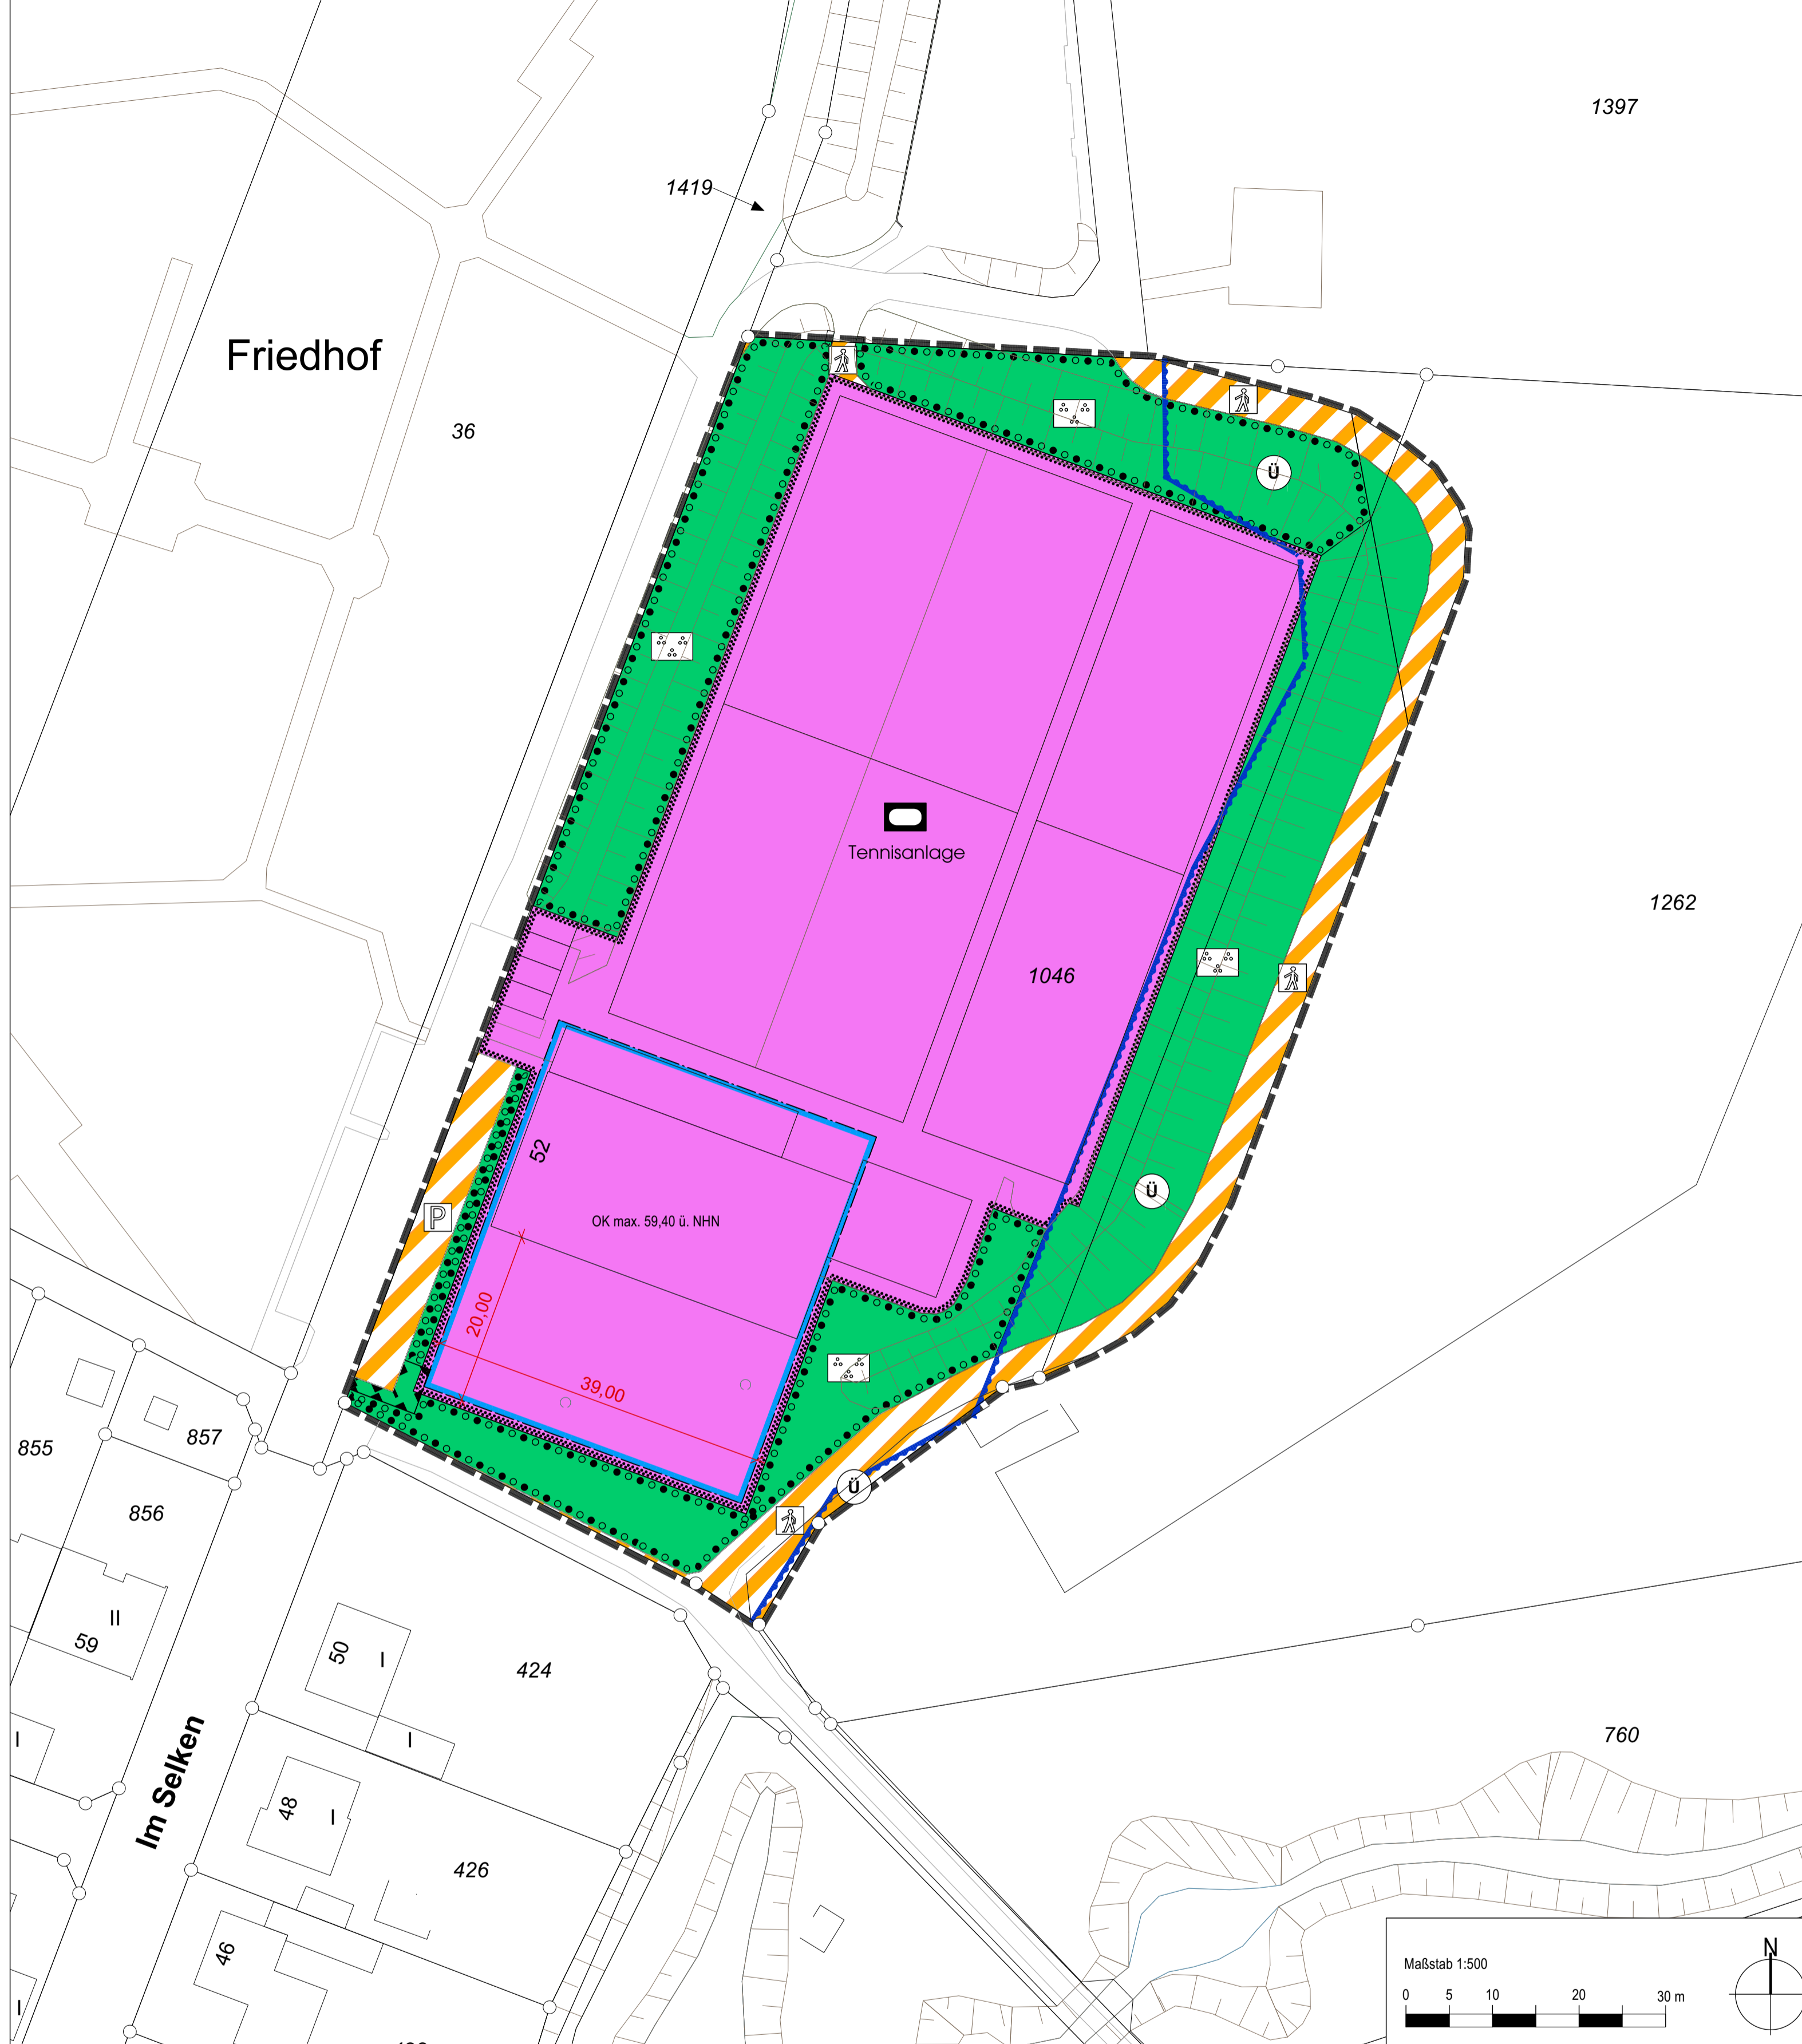 1397
1419
Friedhof
36
Ü
Tennisanlage
1262
1046
52
Ü
P
OK max. 59,40 ü. NHN
20,00
39,00
857
855
Ü
856
II
59
50
I
424
I
I
760
Im Selken
48
I
426
46
I
N
Maßstab 1:500
0 5 10 20 30 m